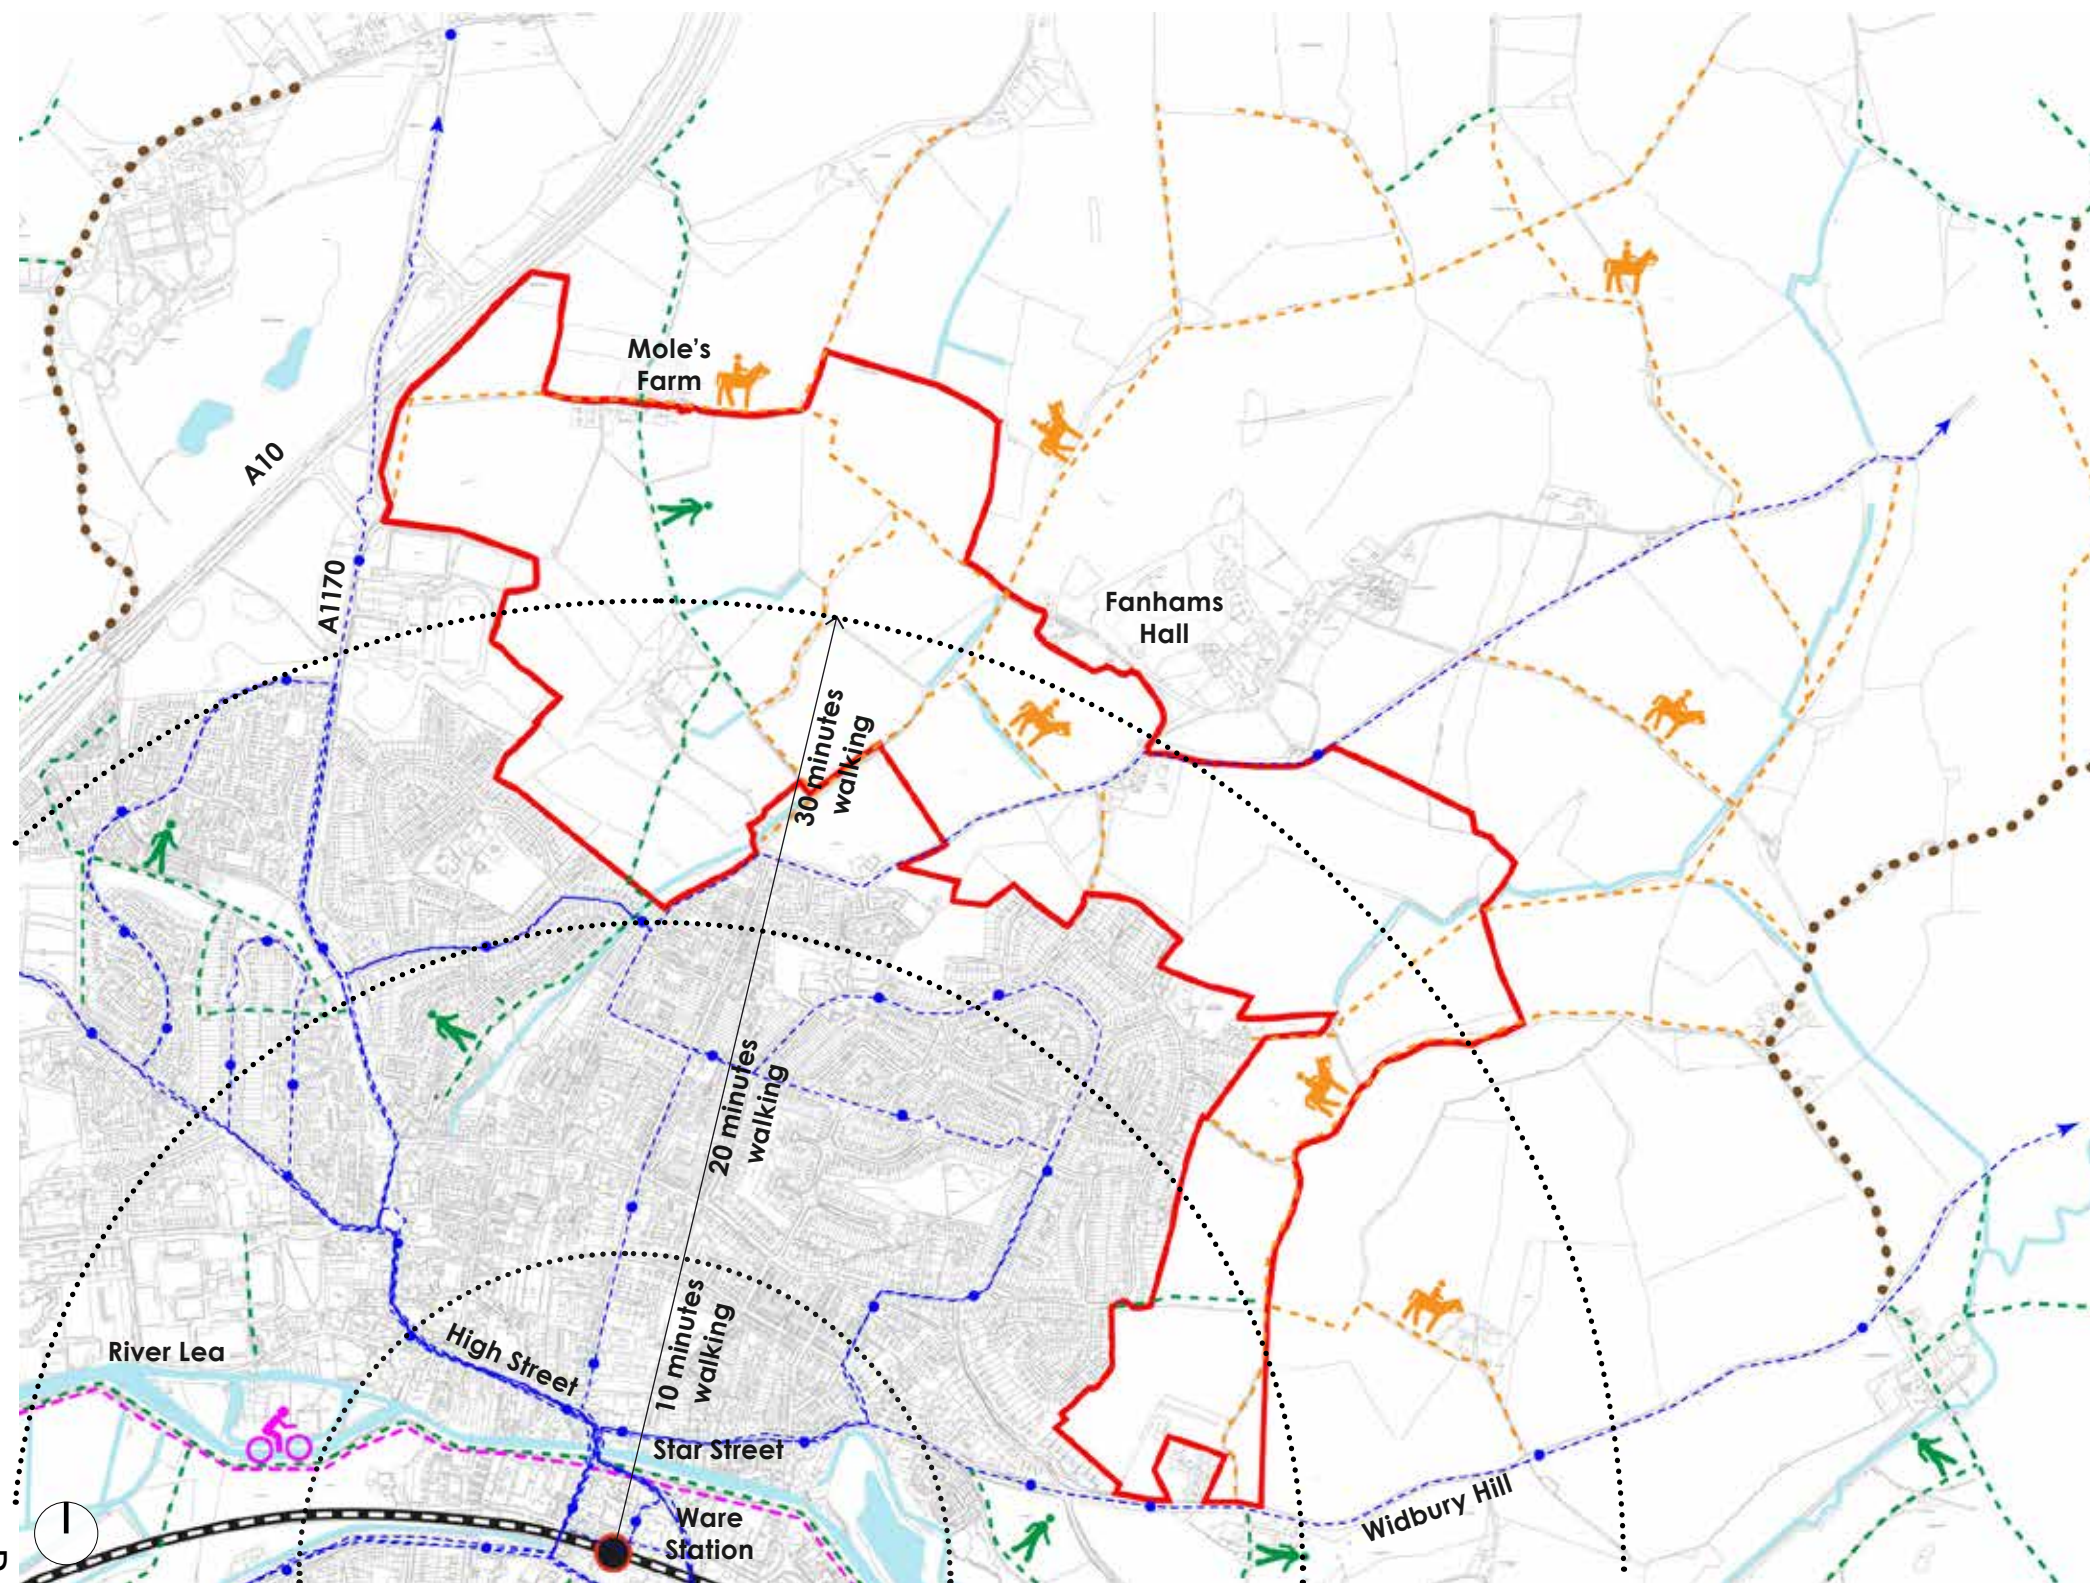 Mole's
Farm
A10
A1170
Fanhams
Hall
30 minutes
walking
20 minutes
walking
10 minutes
walking
River Lea
High Street
Star Street
Ware
Station
Widbury Hill